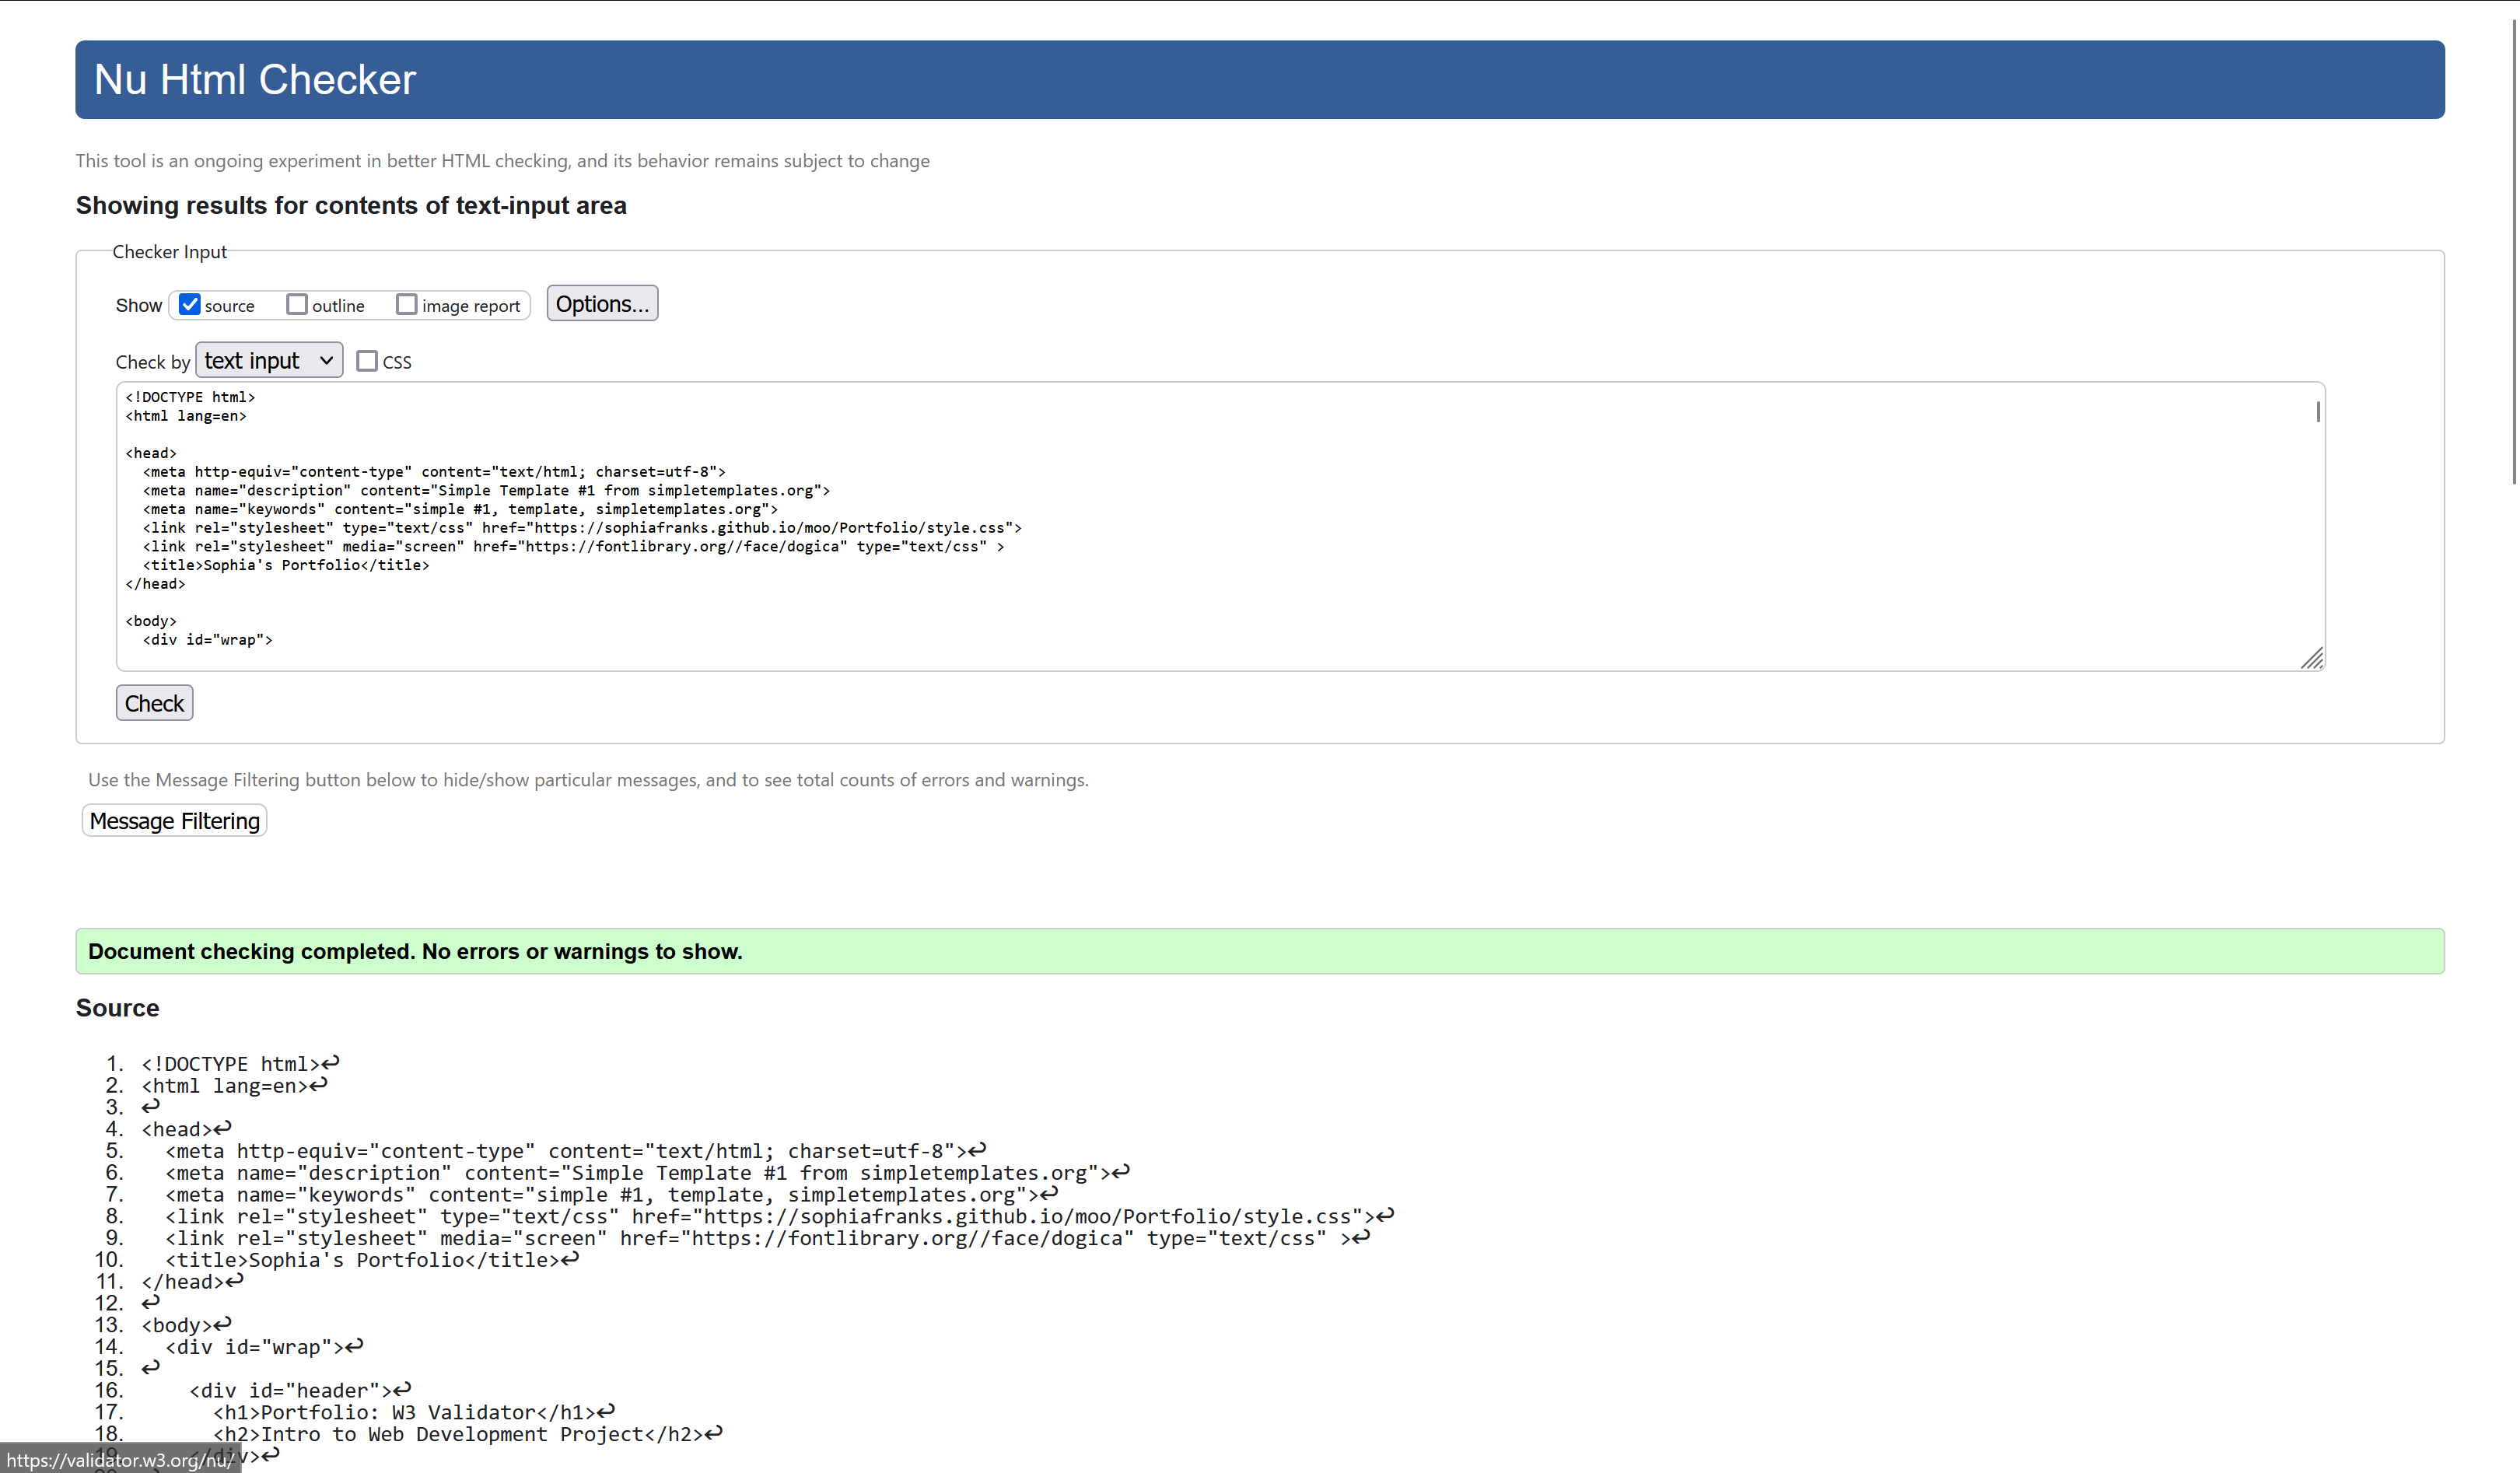 Nu Html Checker
This tool is an ongoing experiment in better HTML checking, and its behavior remains subject to change
Showing results for contents of text-input area
Checker Input
Show source outline image report Options...
Check by text input CSS
<!DOCTYPE html>
<html lang=en>
<head>
  <meta http-equiv="content-type" content="text/html; charset=utf-8">
  <meta name="description" content="Simple Template #1 from simpletemplates.org">
  <meta name="keywords" content="simple #1, template, simpletemplates.org">
  <link rel="stylesheet" type="text/css" href="https://sophiafranks.github.io/moo/Portfolio/style.css">
  <link rel="stylesheet" media="screen" href="https://fontlibrary.org//face/dogica" type="text/css" >
  <title>Sophia's Portfolio</title>
</head>
<body>
  <div id="wrap">
Check
Use the Message Filtering button below to hide/show particular messages, and to see total counts of errors and warnings.
Message Filtering
Document checking completed. No errors or warnings to show.
Source
1. <!DOCTYPE html>↩
2. <html lang=en>↩
3. ↩
4. <head>↩
5.   <meta http-equiv="content-type" content="text/html; charset=utf-8">↩
6.   <meta name="description" content="Simple Template #1 from simpletemplates.org">↩
7.   <meta name="keywords" content="simple #1, template, simpletemplates.org">↩
8.   <link rel="stylesheet" type="text/css" href="https://sophiafranks.github.io/moo/Portfolio/style.css">↩
9.   <link rel="stylesheet" media="screen" href="https://fontlibrary.org//face/dogica" type="text/css" >↩
10.   <title>Sophia's Portfolio</title>↩
11. </head>↩
12. ↩
13. <body>↩
14.   <div id="wrap">↩
15. ↩
16.     <div id="header">↩
17.       <h1>Portfolio: W3 Validator</h1>↩
18.       <h2>Intro to Web Development Project</h2>↩
19.     </div>↩
https://validator.w3.org/nu/